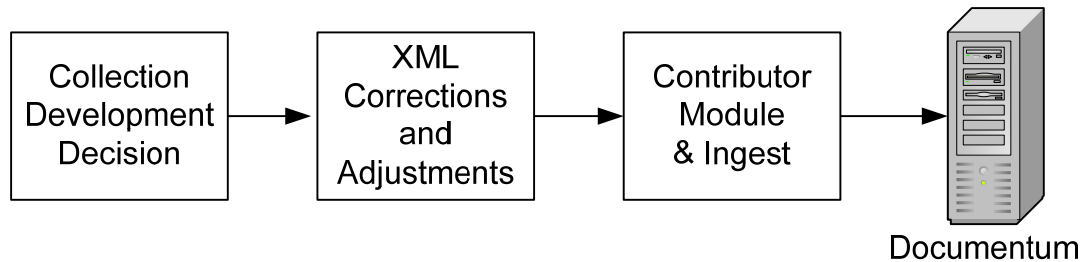 Collection
Development
Decision
XML
Corrections
and
Adjustments
Contributor
Module
& Ingest
Documentum